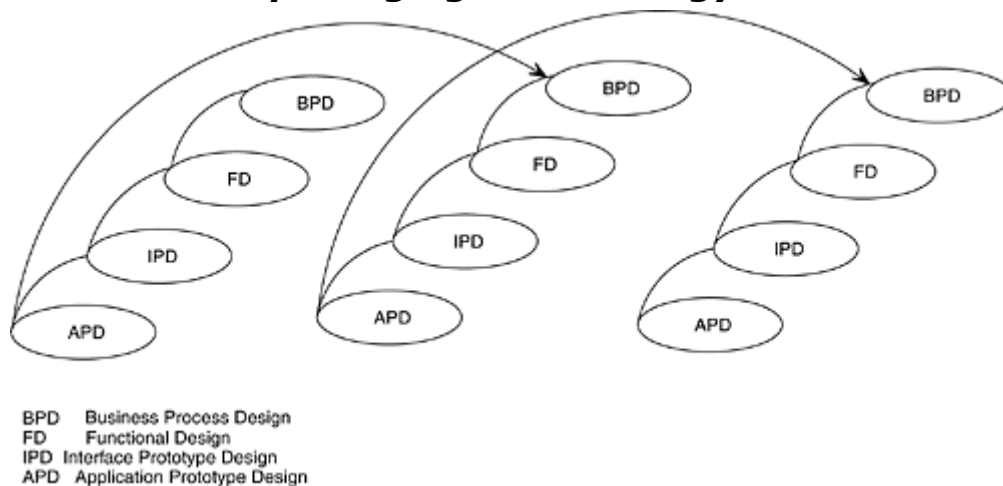 BPD
BPD
BPD
FD
FD
FD
IPD
IPD
IPD
APD
APD
APD
BPD Business Process Design
FD Functional Design
IPD Interface Prototype Design
APD Application Prototype Design